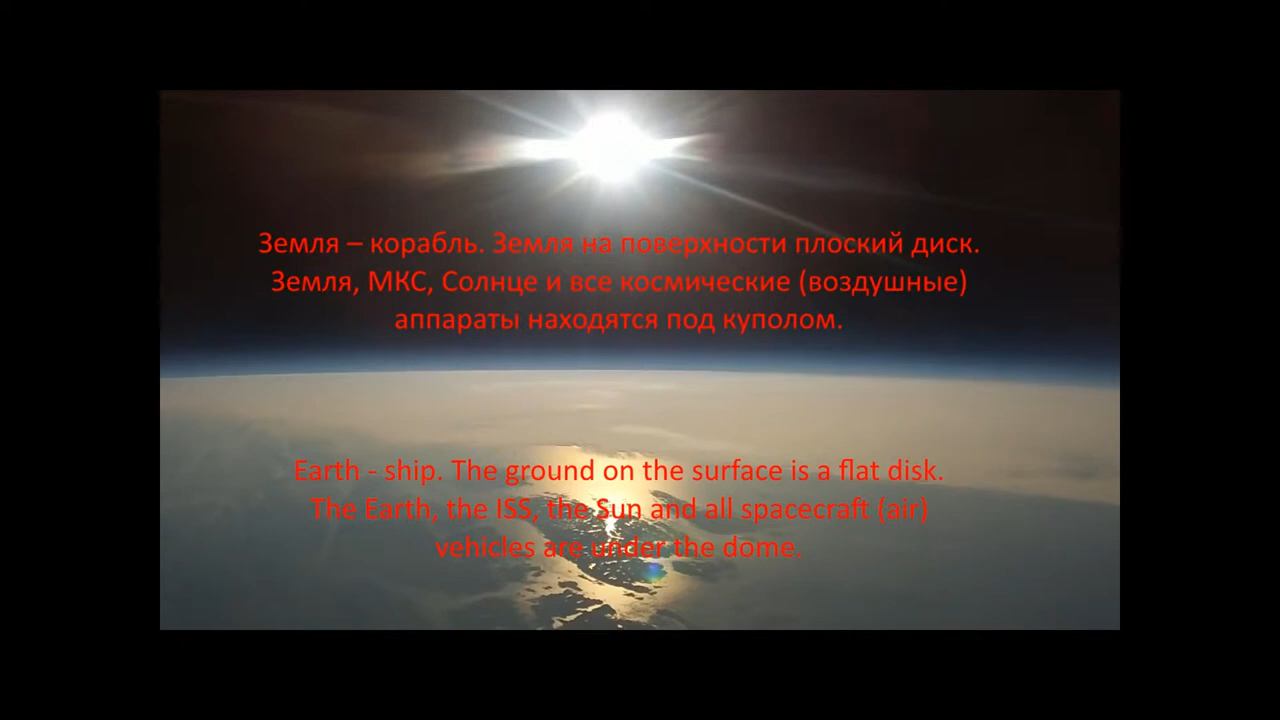 Земля – корабль. Земля на поверхности плоский диск.
Земля, МКС, Солнце и все космические (воздушные)
аппараты находятся под куполом.
Earth - ship. The ground on the surface is a flat disk.
The Earth, the ISS, the Sun and all spacecraft (air)
vehicles are under the dome.